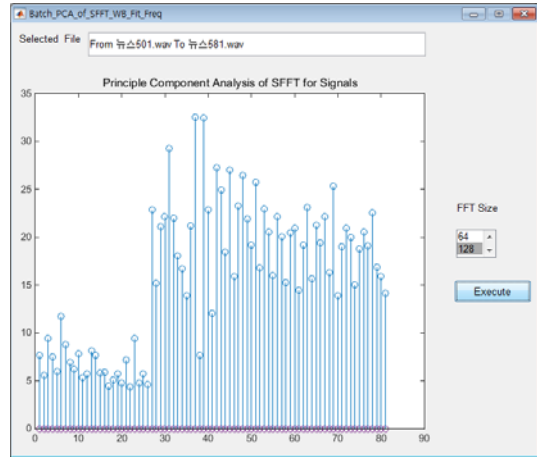 Batch_PCA_of_SFFT_WB_Fit_Freq
Selected File
From 뉴스501.wav To 뉴스581.wav
Principle Component Analysis of SFFT for Signals
35
30
25
20
15
10
5
0
0 10 20 30 40 50 60 70 80 90
FFT Size
64
128
Execute